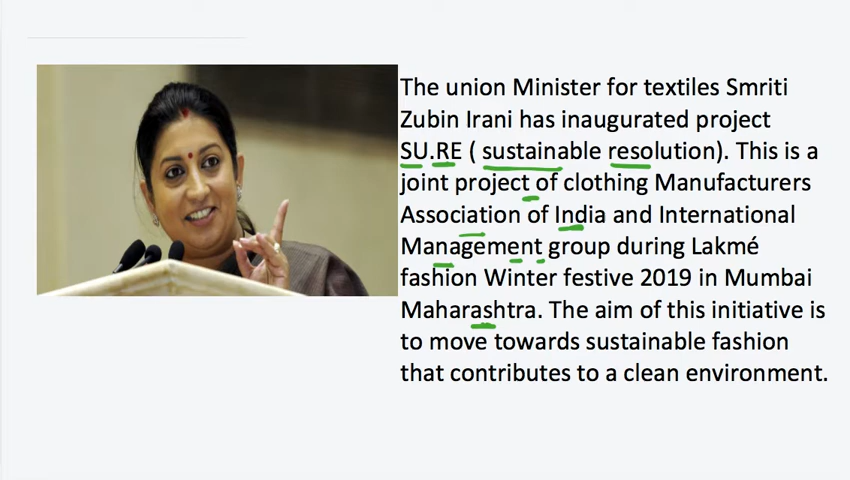 The union Minister for textiles Smriti
Zubin Irani has inaugurated project
SU.RE ( sustainable resolution). This is a
joint project of clothing Manufacturers
Association of India and International
Management group during Lakmé
fashion Winter festive 2019 in Mumbai
Maharashtra. The aim of this initiative is
to move towards sustainable fashion
that contributes to a clean environment.